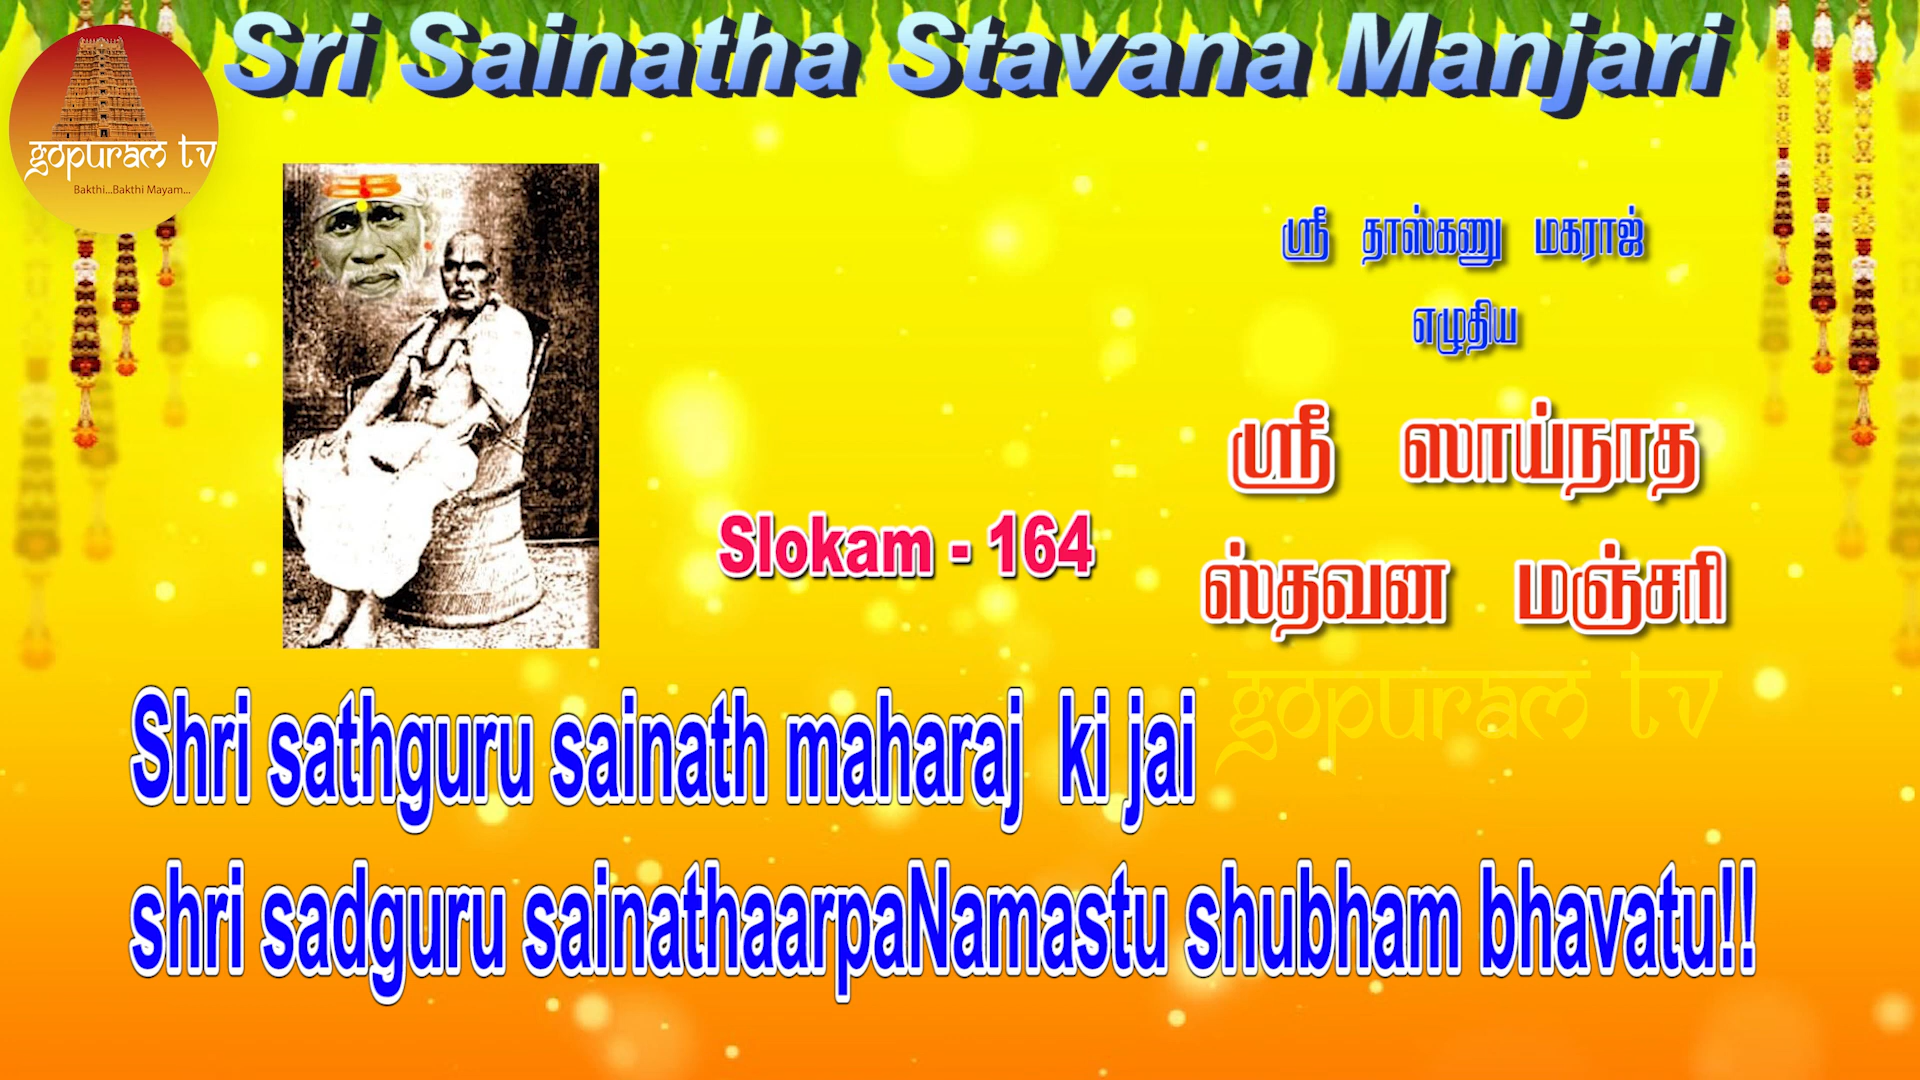 Sri Sainatha Stavana Manjari
gopuram tv
Bakthi...Bakthi Mayam...
ஸ்ரீ தாஸ்கணு மகராஜ்
எழுதிய
ஸ்ரீ ஸாய்நாத
ஸ்தவன மஞ்சரி
Slokam - 164
gopuram tv
Shri sathguru sainath maharaj ki jai
shri sadguru sainathaarpaNamastu shubham bhavatu!!